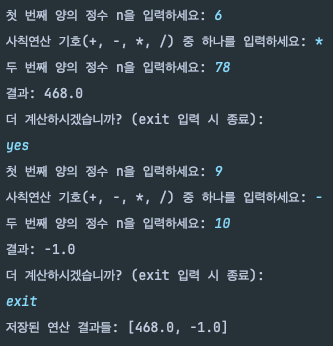 첫 번째 양의 정수 n을 입력하세요: 6
사칙연산 기호(+, -, *, /) 중 하나를 입력하세요: *
두 번째 양의 정수 n을 입력하세요: 78
결과: 468.0
더 계산하시겠습니까? (exit 입력 시 종료):
yes
첫 번째 양의 정수 n을 입력하세요: 9
사칙연산 기호(+, -, *, /) 중 하나를 입력하세요: -
두 번째 양의 정수 n을 입력하세요: 10
결과: -1.0
더 계산하시겠습니까? (exit 입력 시 종료):
exit
저장된 연산 결과들: [468.0, -1.0]